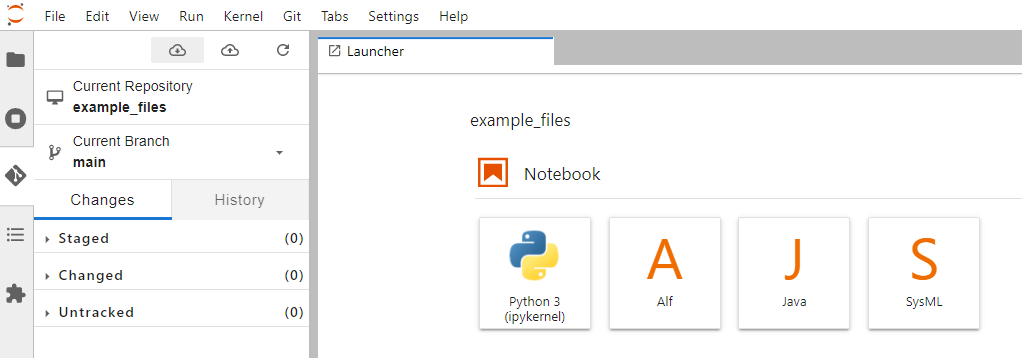 File Edit View Run Kernel Git Tabs Settings Help
Current Repository
example_files
Current Branch
main
Changes History
Staged (0)
Changed (0)
Untracked (0)
Launcher
example_files
Notebook
Python 3
(ipykernel)
A
Alf
J
Java
S
SysML